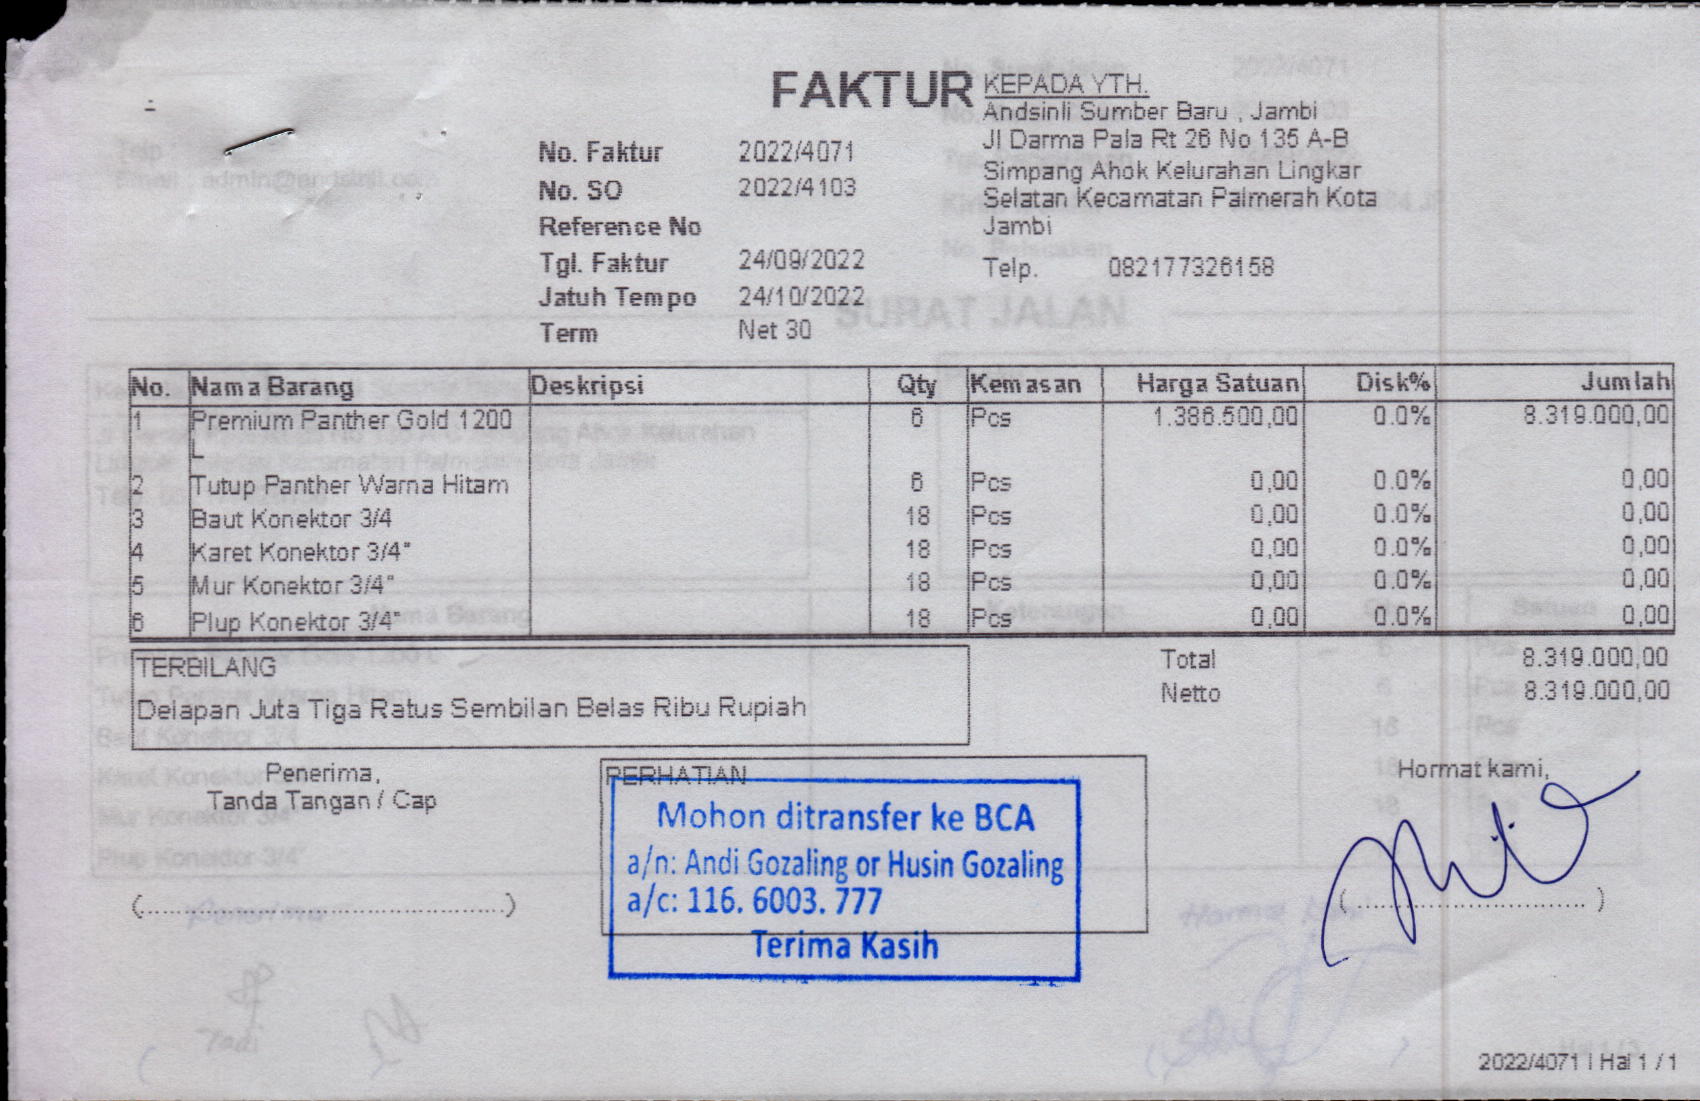 FAKTUR
KEPADA YTH.
Andsinli Sumber Baru , Jambi
Jl Darma Pala Rt 26 No 135 A-B
Simpang Ahok Kelurahan Lingkar
Selatan Kecamatan Palmerah Kota
Jambi
Telp. 082177326158
No. Faktur 2022/4071
No. SO 2022/4103
Reference No
Tgl. Faktur 24/09/2022
Jatuh Tempo 24/10/2022
Term Net 30
SURAT JALAN
No. Nama Barang Deskripsi Qty Kemasan Harga Satuan Disk% Jumlah
1 Premium Panther Gold 1200 6 Pcs 1.386.500,00 0.0% 8.319.000,00
L
2 Tutup Panther Warna Hitam 6 Pcs 0,00 0.0% 0,00
3 Baut Konektor 3/4 18 Pcs 0,00 0.0% 0,00
4 Karet Konektor 3/4" 18 Pcs 0,00 0.0% 0,00
5 Mur Konektor 3/4" 18 Pcs 0,00 0.0% 0,00
6 Plup Konektor 3/4" 18 Pcs 0,00 0.0% 0,00
TERBILANG
Delapan Juta Tiga Ratus Sembilan Belas Ribu Rupiah
Total 8.319.000,00
Netto 8.319.000,00
Penerima,
Tanda Tangan / Cap
(..........................................)
PERHATIAN
Mohon ditransfer ke BCA
a/n: Andi Gozaling or Husin Gozaling
a/c: 116. 6003. 777
Terima Kasih
Hormat kami,
(..............................)
2022/4071 | Hal 1 / 1